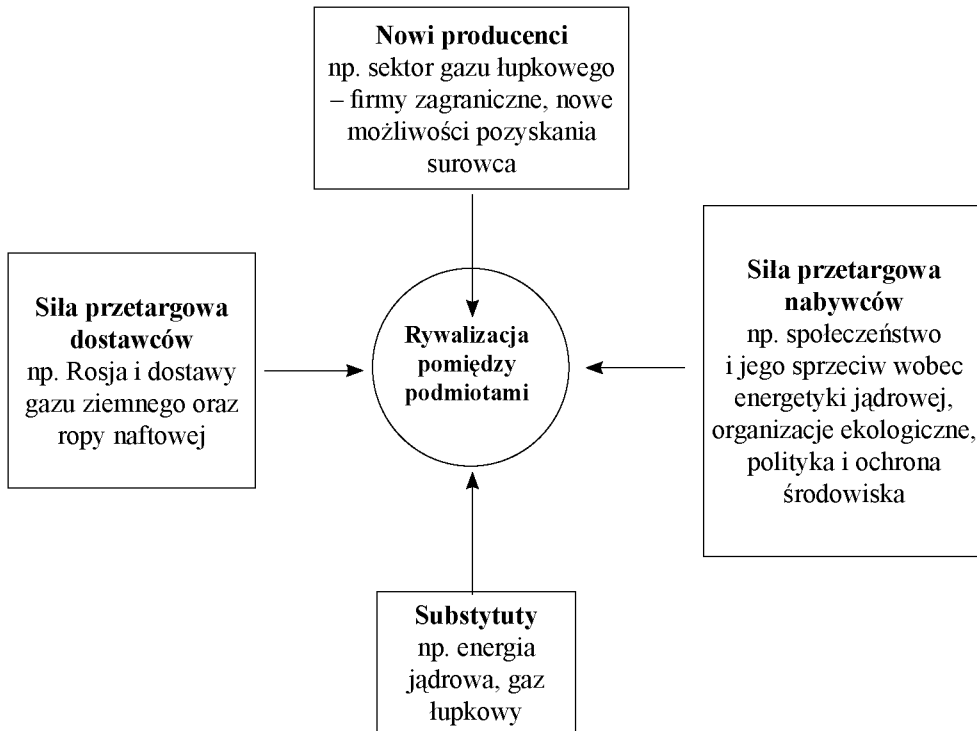 Nowi producenci
np. sektor gazu łupkowego
– firmy zagraniczne, nowe
możliwości pozyskania
surowca
Siła przetargowa
dostawców
np. Rosja i dostawy
gazu ziemnego oraz
ropy naftowej
Rywalizacja
pomiędzy
podmiotami
Siła przetargowa
nabywców
np. społeczeństwo
i jego sprzeciw wobec
energetyki jądrowej,
organizacje ekologiczne,
polityka i ochrona
środowiska
Substytuty
np. energia
jądrowa, gaz
łupkowy